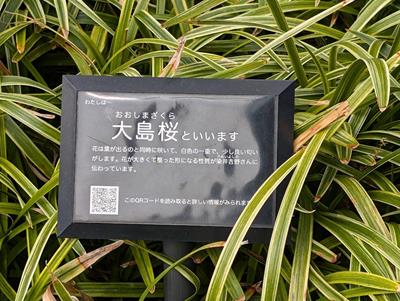 わたしは
おおしまざくら
大島桜といいます
花は葉が出るのと同時に咲いて、白色の一重で、少し良い匂い
がします。花が大きくて整った形になる性質が染井吉野さんに
伝わっています。
このQRコードを読み取ると詳しい情報がみられます